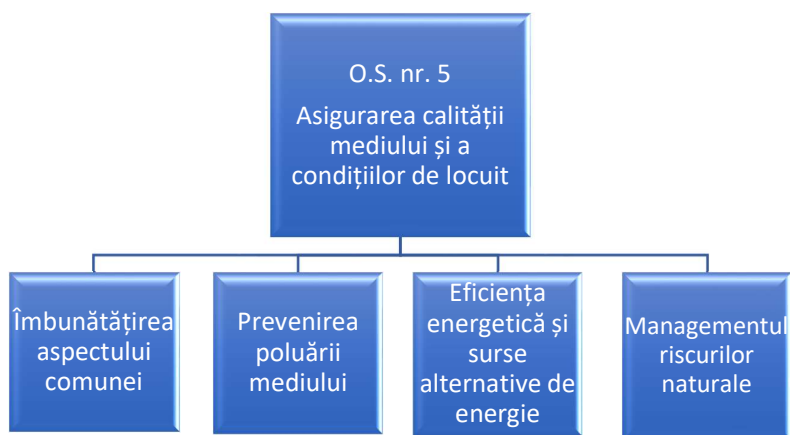 O.S. nr. 5
Asigurarea calității
mediului și a
condițiilor de locuit
Îmbunătățirea
aspectului
comunei
Prevenirea
poluării
mediului
Eficiența
energetică și
surse
alternative de
energie
Managementul
riscurilor
naturale